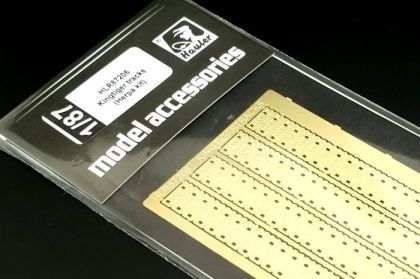 Hauler
HLR87206
Kingtiger tracks
(Herpa kit)
1/87
model accessories